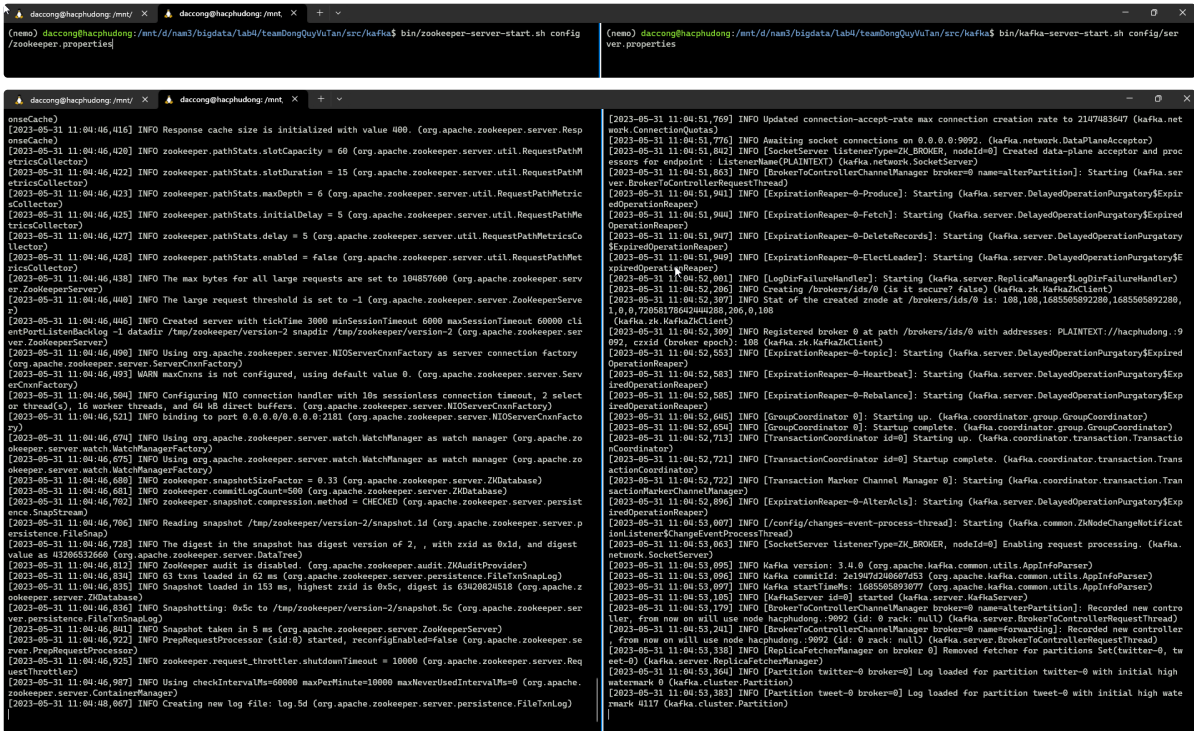 daccong@hacphudong: /mnt/
daccong@hacphudong: /mnt,
(nemo) daccong@hacphudong:/mnt/d/nam3/bigdata/lab4/teamDongQuyVuTan/src/kafka$ bin/zookeeper-server-start.sh config
/zookeeper.properties
(nemo) daccong@hacphudong:/mnt/d/nam3/bigdata/lab4/teamDongQuyVuTan/src/kafka$ bin/kafka-server-start.sh config/ser
ver.properties
daccong@hacphudong: /mnt/
daccong@hacphudong: /mnt,
onseCache)
[2023-05-31 11:04:46,416] INFO Response cache size is initialized with value 400. (org.apache.zookeeper.server.Resp
onseCache)
[2023-05-31 11:04:46,420] INFO zookeeper.pathStats.slotCapacity = 60 (org.apache.zookeeper.server.util.RequestPathM
etricsCollector)
[2023-05-31 11:04:46,422] INFO zookeeper.pathStats.slotDuration = 15 (org.apache.zookeeper.server.util.RequestPathM
etricsCollector)
[2023-05-31 11:04:46,423] INFO zookeeper.pathStats.maxDepth = 6 (org.apache.zookeeper.server.util.RequestPathMetric
sCollector)
[2023-05-31 11:04:46,425] INFO zookeeper.pathStats.initialDelay = 5 (org.apache.zookeeper.server.util.RequestPathMe
tricsCollector)
[2023-05-31 11:04:46,427] INFO zookeeper.pathStats.delay = 5 (org.apache.zookeeper.server.util.RequestPathMetricsCo
llector)
[2023-05-31 11:04:46,428] INFO zookeeper.pathStats.enabled = false (org.apache.zookeeper.server.util.RequestPathMet
ricsCollector)
[2023-05-31 11:04:46,438] INFO The max bytes for all large requests are set to 104857600 (org.apache.zookeeper.serv
er.ZooKeeperServer)
[2023-05-31 11:04:46,440] INFO The large request threshold is set to -1 (org.apache.zookeeper.server.ZooKeeperServe
r)
[2023-05-31 11:04:46,446] INFO Created server with tickTime 3000 minSessionTimeout 6000 maxSessionTimeout 60000 cli
entPortListenBacklog -1 datadir /tmp/zookeeper/version-2 snapdir /tmp/zookeeper/version-2 (org.apache.zookeeper.ser
ver.ZooKeeperServer)
[2023-05-31 11:04:46,490] INFO Using org.apache.zookeeper.server.NIOServerCnxnFactory as server connection factory
(org.apache.zookeeper.server.ServerCnxnFactory)
[2023-05-31 11:04:46,493] WARN maxCnxns is not configured, using default value 0. (org.apache.zookeeper.server.Serv
erCnxnFactory)
[2023-05-31 11:04:46,504] INFO Configuring NIO connection handler with 10s sessionless connection timeout, 2 select
or thread(s), 16 worker threads, and 64 kB direct buffers. (org.apache.zookeeper.server.NIOServerCnxnFactory)
[2023-05-31 11:04:46,521] INFO binding to port 0.0.0.0/0.0.0.0:2181 (org.apache.zookeeper.server.NIOServerCnxnFacto
ry)
[2023-05-31 11:04:46,674] INFO Using org.apache.zookeeper.server.watch.WatchManager as watch manager (org.apache.zo
okeeper.server.watch.WatchManagerFactory)
[2023-05-31 11:04:46,675] INFO Using org.apache.zookeeper.server.watch.WatchManager as watch manager (org.apache.zo
okeeper.server.watch.WatchManagerFactory)
[2023-05-31 11:04:46,680] INFO zookeeper.snapshotSizeFactor = 0.33 (org.apache.zookeeper.server.ZKDatabase)
[2023-05-31 11:04:46,681] INFO zookeeper.commitLogCount=500 (org.apache.zookeeper.server.ZKDatabase)
[2023-05-31 11:04:46,702] INFO zookeeper.snapshot.compression.method = CHECKED (org.apache.zookeeper.server.persist
ence.SnapStream)
[2023-05-31 11:04:46,706] INFO Reading snapshot /tmp/zookeeper/version-2/snapshot.1d (org.apache.zookeeper.server.p
ersistence.FileSnap)
[2023-05-31 11:04:46,728] INFO The digest in the snapshot has digest version of 2, , with zxid as 0x1d, and digest
value as 43206532660 (org.apache.zookeeper.server.DataTree)
[2023-05-31 11:04:46,812] INFO ZooKeeper audit is disabled. (org.apache.zookeeper.audit.ZKAuditProvider)
[2023-05-31 11:04:46,834] INFO 63 txns loaded in 62 ms (org.apache.zookeeper.server.persistence.FileTxnSnapLog)
[2023-05-31 11:04:46,835] INFO Snapshot loaded in 153 ms, highest zxid is 0x5c, digest is 63420824518 (org.apache.z
ookeeper.server.ZKDatabase)
[2023-05-31 11:04:46,836] INFO Snapshotting: 0x5c to /tmp/zookeeper/version-2/snapshot.5c (org.apache.zookeeper.ser
ver.persistence.FileTxnSnapLog)
[2023-05-31 11:04:46,841] INFO Snapshot taken in 5 ms (org.apache.zookeeper.server.ZooKeeperServer)
[2023-05-31 11:04:46,922] INFO PrepRequestProcessor (sid:0) started, reconfigEnabled=false (org.apache.zookeeper.se
rver.PrepRequestProcessor)
[2023-05-31 11:04:46,925] INFO zookeeper.request_throttler.shutdownTimeout = 10000 (org.apache.zookeeper.server.Req
uestThrottler)
[2023-05-31 11:04:46,987] INFO Using checkIntervalMs=60000 maxPerMinute=10000 maxNeverUsedIntervalMs=0 (org.apache.
zookeeper.server.ContainerManager)
[2023-05-31 11:04:48,067] INFO Creating new log file: log.5d (org.apache.zookeeper.server.persistence.FileTxnLog)
[2023-05-31 11:04:51,769] INFO Updated connection-accept-rate max connection creation rate to 2147483647 (kafka.net
work.ConnectionQuotas)
[2023-05-31 11:04:51,776] INFO Awaiting socket connections on 0.0.0.0:9092. (kafka.network.DataPlaneAcceptor)
[2023-05-31 11:04:51,842] INFO [SocketServer listenerType=ZK_BROKER, nodeId=0] Created data-plane acceptor and proc
essors for endpoint : ListenerName(PLAINTEXT) (kafka.network.SocketServer)
[2023-05-31 11:04:51,863] INFO [BrokerToControllerChannelManager broker=0 name=alterPartition]: Starting (kafka.ser
ver.BrokerToControllerRequestThread)
[2023-05-31 11:04:51,941] INFO [ExpirationReaper-0-Produce]: Starting (kafka.server.DelayedOperationPurgatory$Expir
edOperationReaper)
[2023-05-31 11:04:51,944] INFO [ExpirationReaper-0-Fetch]: Starting (kafka.server.DelayedOperationPurgatory$Expired
OperationReaper)
[2023-05-31 11:04:51,947] INFO [ExpirationReaper-0-DeleteRecords]: Starting (kafka.server.DelayedOperationPurgatory
$ExpiredOperationReaper)
[2023-05-31 11:04:51,949] INFO [ExpirationReaper-0-ElectLeader]: Starting (kafka.server.DelayedOperationPurgatory$E
xpiredOperationReaper)
[2023-05-31 11:04:52,001] INFO [LogDirFailureHandler]: Starting (kafka.server.ReplicaManager$LogDirFailureHandler)
[2023-05-31 11:04:52,206] INFO Creating /brokers/ids/0 (is it secure? false) (kafka.zk.KafkaZkClient)
[2023-05-31 11:04:52,307] INFO Stat of the created znode at /brokers/ids/0 is: 108,108,1685505892280,1685505892280,
1,0,0,72058178642444288,206,0,108
(kafka.zk.KafkaZkClient)
[2023-05-31 11:04:52,309] INFO Registered broker 0 at path /brokers/ids/0 with addresses: PLAINTEXT://hacphudong.:9
092, czxid (broker epoch): 108 (kafka.zk.KafkaZkClient)
[2023-05-31 11:04:52,553] INFO [ExpirationReaper-0-topic]: Starting (kafka.server.DelayedOperationPurgatory$Expired
OperationReaper)
[2023-05-31 11:04:52,583] INFO [ExpirationReaper-0-Heartbeat]: Starting (kafka.server.DelayedOperationPurgatory$Exp
iredOperationReaper)
[2023-05-31 11:04:52,585] INFO [ExpirationReaper-0-Rebalance]: Starting (kafka.server.DelayedOperationPurgatory$Exp
iredOperationReaper)
[2023-05-31 11:04:52,645] INFO [GroupCoordinator 0]: Starting up. (kafka.coordinator.group.GroupCoordinator)
[2023-05-31 11:04:52,654] INFO [GroupCoordinator 0]: Startup complete. (kafka.coordinator.group.GroupCoordinator)
[2023-05-31 11:04:52,713] INFO [TransactionCoordinator id=0] Starting up. (kafka.coordinator.transaction.Transactio
nCoordinator)
[2023-05-31 11:04:52,721] INFO [TransactionCoordinator id=0] Startup complete. (kafka.coordinator.transaction.Trans
actionCoordinator)
[2023-05-31 11:04:52,722] INFO [Transaction Marker Channel Manager 0]: Starting (kafka.coordinator.transaction.Tran
sactionMarkerChannelManager)
[2023-05-31 11:04:52,896] INFO [ExpirationReaper-0-AlterAcls]: Starting (kafka.server.DelayedOperationPurgatory$Exp
iredOperationReaper)
[2023-05-31 11:04:53,007] INFO [/config/changes-event-process-thread]: Starting (kafka.common.ZkNodeChangeNotificat
ionListener$ChangeEventProcessThread)
[2023-05-31 11:04:53,063] INFO [SocketServer listenerType=ZK_BROKER, nodeId=0] Enabling request processing. (kafka.
network.SocketServer)
[2023-05-31 11:04:53,095] INFO Kafka version: 3.4.0 (org.apache.kafka.common.utils.AppInfoParser)
[2023-05-31 11:04:53,096] INFO Kafka commitId: 2e1947d240607d53 (org.apache.kafka.common.utils.AppInfoParser)
[2023-05-31 11:04:53,096] INFO Kafka startTimeMs: 1685505893077 (org.apache.kafka.common.utils.AppInfoParser)
[2023-05-31 11:04:53,105] INFO [KafkaServer id=0] started (kafka.server.KafkaServer)
[2023-05-31 11:04:53,179] INFO [BrokerToControllerChannelManager broker=0 name=alterPartition]: Recorded new contro
ller, from now on will use node hacphudong.:9092 (id: 0 rack: null) (kafka.server.BrokerToControllerRequestThread)
[2023-05-31 11:04:53,241] INFO [BrokerToControllerChannelManager broker=0 name=forwarding]: Recorded new controller
, from now on will use node hacphudong.:9092 (id: 0 rack: null) (kafka.server.BrokerToControllerRequestThread)
[2023-05-31 11:04:53,338] INFO [ReplicaFetcherManager on broker 0] Removed fetcher for partitions Set(twitter-0, tw
eet-0) (kafka.server.ReplicaFetcherManager)
[2023-05-31 11:04:53,364] INFO [Partition twitter-0 broker=0] Log loaded for partition twitter-0 with initial high
watermark 0 (kafka.cluster.Partition)
[2023-05-31 11:04:53,383] INFO [Partition tweet-0 broker=0] Log loaded for partition tweet-0 with initial high wate
rmark 4117 (kafka.cluster.Partition)